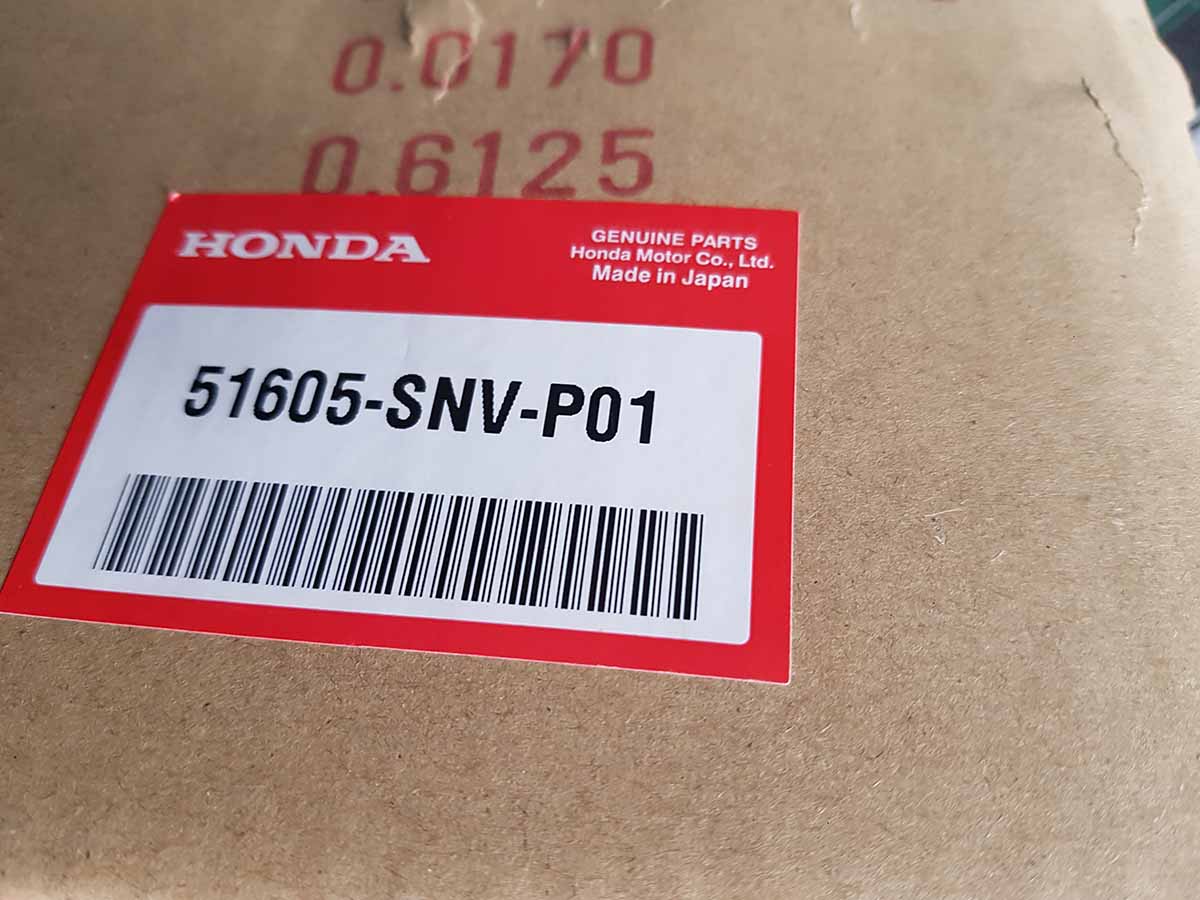 0.0170
0.6125
HONDA
GENUINE PARTS
Honda Motor Co., Ltd.
Made in Japan
51605-SNV-P01